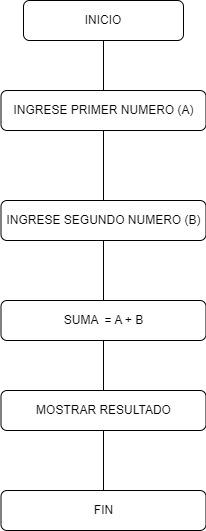 INICIO
INGRESE PRIMER NUMERO (A)
INGRESE SEGUNDO NUMERO (B)
SUMA = A + B
MOSTRAR RESULTADO
FIN